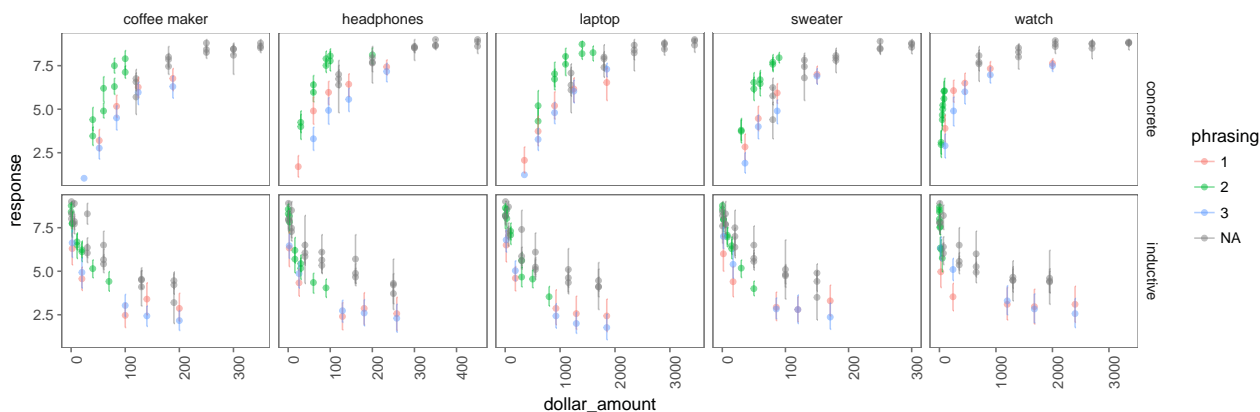 coffee maker
headphones
laptop
sweater
watch
response
7.5
5.0
2.5
concrete
7.5
5.0
2.5
inductive
0
100
200
300
0
100
200
300
400
0
1000
2000
3000
0
100
200
300
0
1000
2000
3000
dollar_amount
phrasing
1
2
3
NA